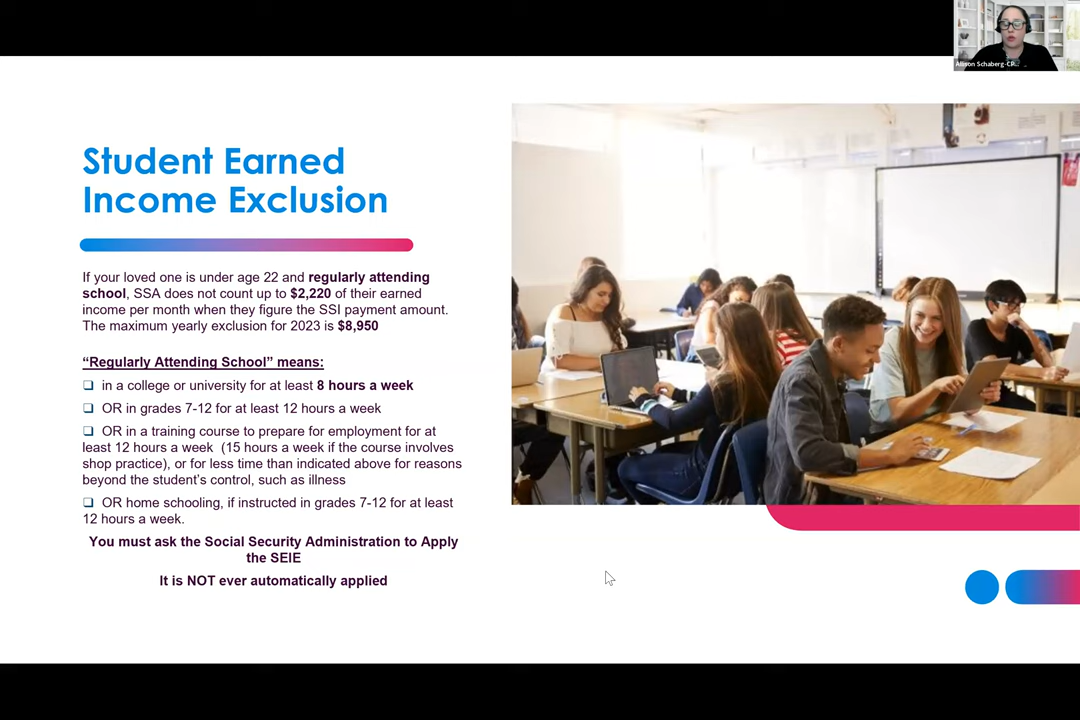 Allison Schaberg-CP...
Student Earned
Income Exclusion
If your loved one is under age 22 and regularly attending
school, SSA does not count up to $2,220 of their earned
income per month when they figure the SSI payment amount.
The maximum yearly exclusion for 2023 is $8,950
“Regularly Attending School” means:
❑ in a college or university for at least 8 hours a week
❑ OR in grades 7-12 for at least 12 hours a week
❑ OR in a training course to prepare for employment for at
least 12 hours a week (15 hours a week if the course involves
shop practice), or for less time than indicated above for reasons
beyond the student’s control, such as illness
❑ OR home schooling, if instructed in grades 7-12 for at least
12 hours a week.
You must ask the Social Security Administration to Apply
the SEIE
It is NOT ever automatically applied